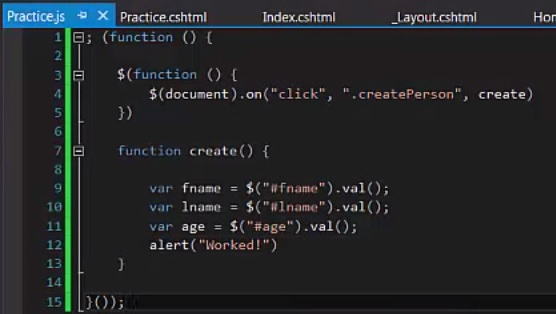 Practice.js Practice.cshtml Index.cshtml _Layout.cshtml Hor
1 ; (function () {
2
3 $(function () {
4 $(document).on("click", ".createPerson", create)
5 })
6
7 function create() {
8
9 var fname = $("#fname").val();
10 var lname = $("#lname").val();
11 var age = $("#age").val();
12 alert("Worked!")
13 }
14
15 }());